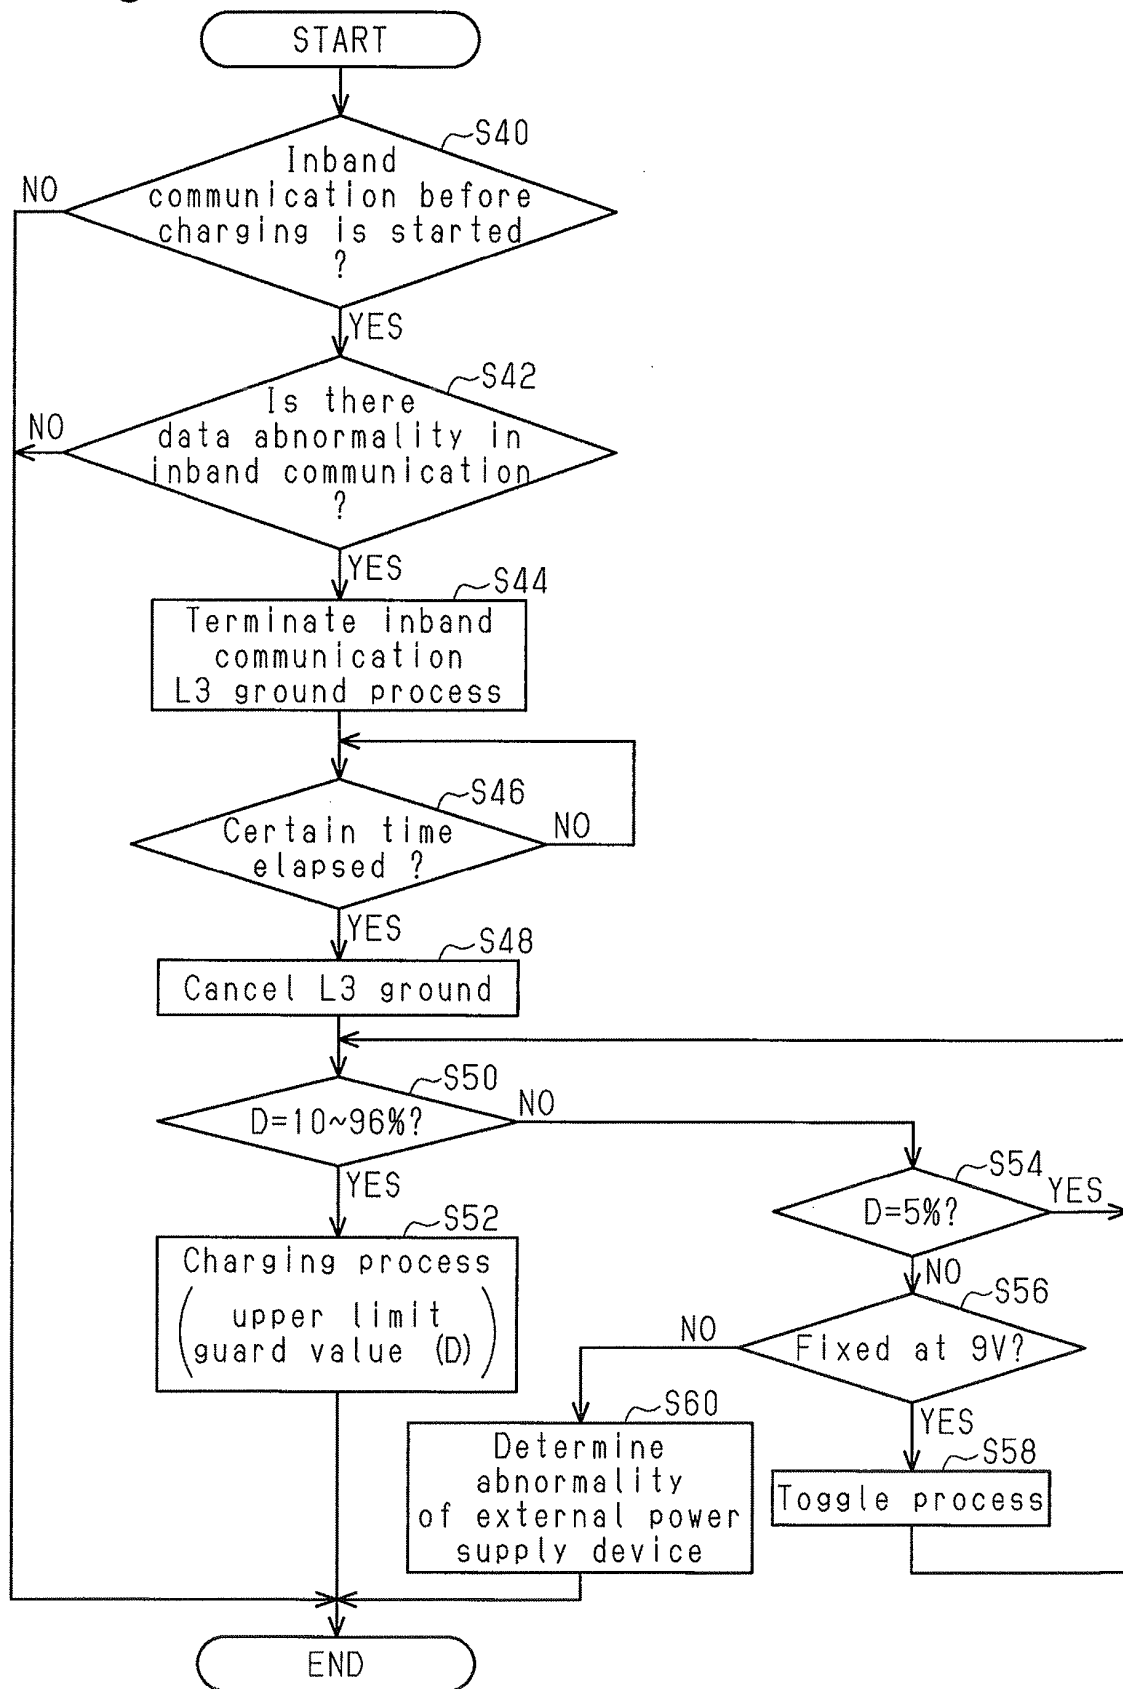 START
S40
Inband
communication before
charging is started
?
NO
YES
S42
Is there
data abnormality in
inband communication
?
NO
YES
S44
Terminate inband
communication
L3 ground process
S46
Certain time
elapsed ?
NO
YES
S48
Cancel L3 ground
S50
D=10~96%?
NO
YES
S54
D=5%?
YES
NO
S52
Charging process
(upper limit
guard value (D))
S56
Fixed at 9V?
NO
YES
S60
Determine
abnormality
of external power
supply device
S58
Toggle process
END